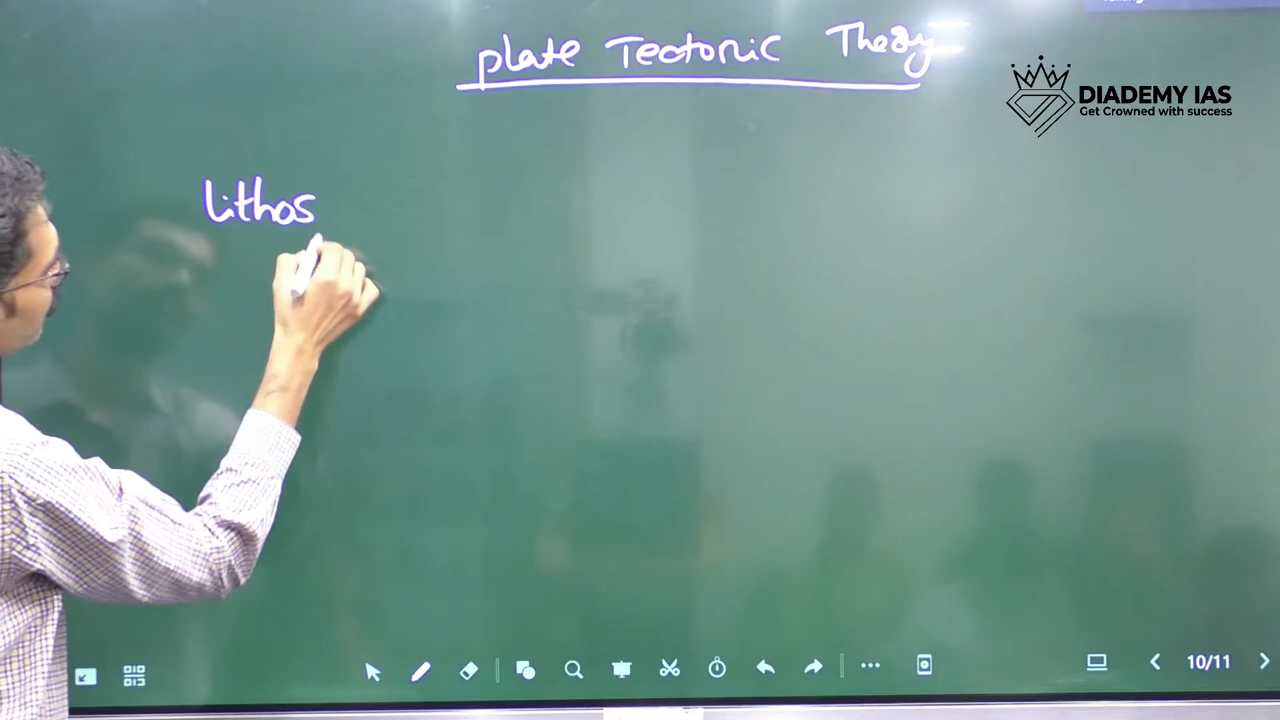 plate Tectonic Theory
DIADEMY IAS
Get Crowned with success
Lithos
10/11